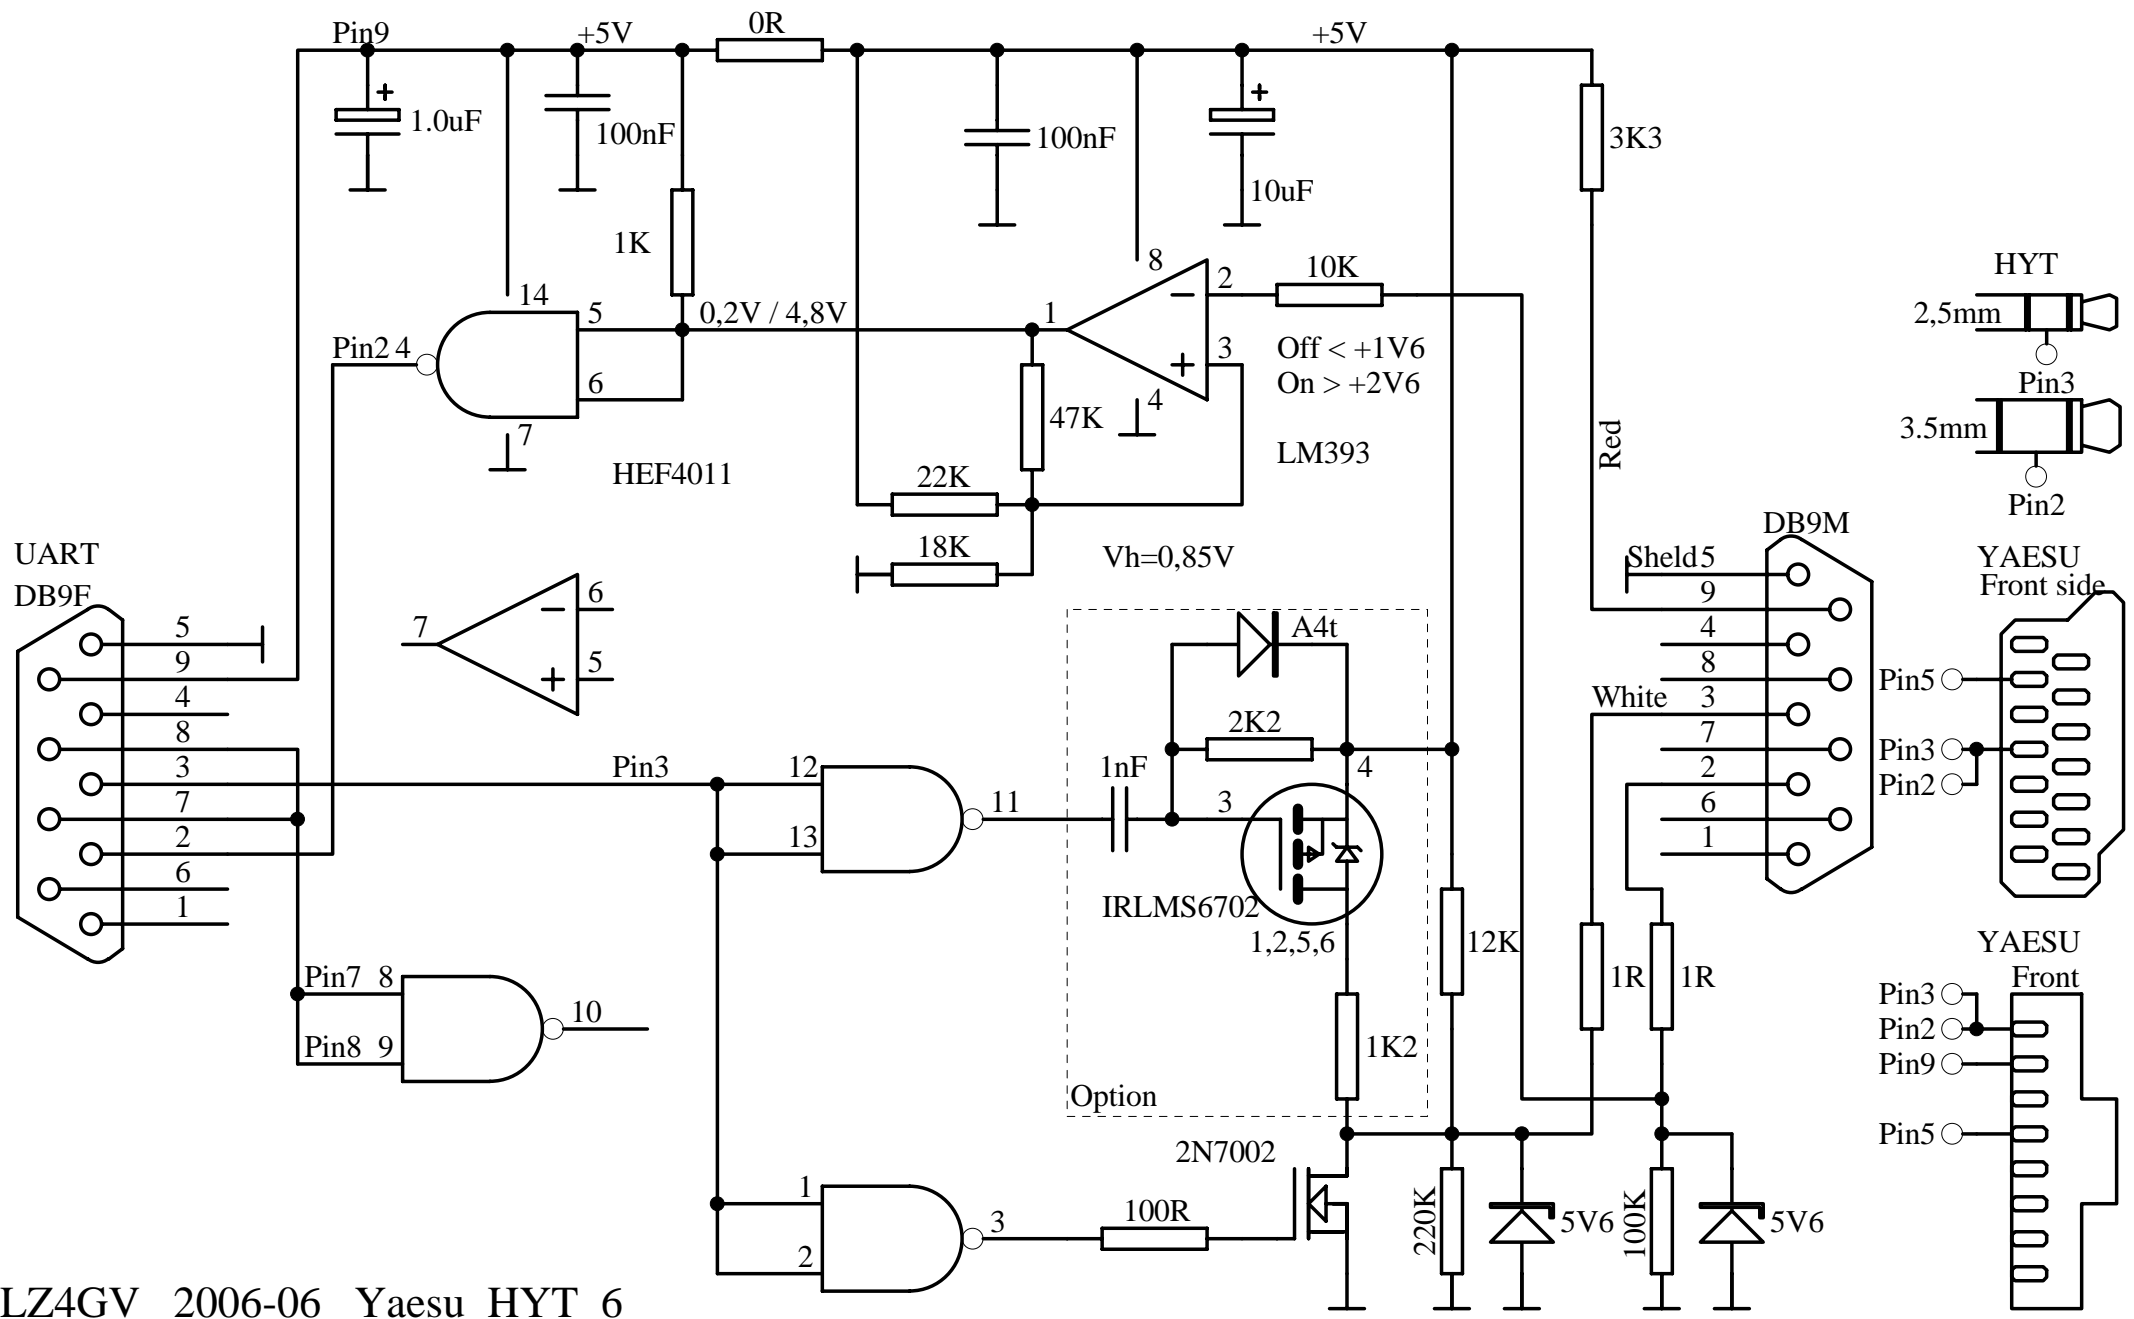 Pin9
+5V
0R
+5V
+
1.0uF
100nF
100nF
+
10uF
3K3
1K
14
5
0,2V / 4,8V
1
8
2
10K
Pin2 4
6
7
3
4
Off < +1V6
On > +2V6
47K
LM393
HEF4011
22K
18K
Vh=0,85V
Red
HYT
2,5mm
Pin3
3.5mm
Pin2
UART
DB9F
5
9
4
8
3
7
2
6
1
7
6
5
Pin3
12
13
11
1nF
A4t
2K2
4
3
IRLMS6702
1,2,5,6
1K2
Option
12K
DB9M
Sheld 5
9
4
8
White 3
7
2
6
1
1R
1R
YAESU
Front side
Pin5
Pin3
Pin2
YAESU
Front
Pin3
Pin2
Pin9
Pin5
Pin7 8
Pin8 9
10
1
2
3
100R
2N7002
220K
5V6
100K
5V6
LZ4GV 2006-06 Yaesu HYT 6